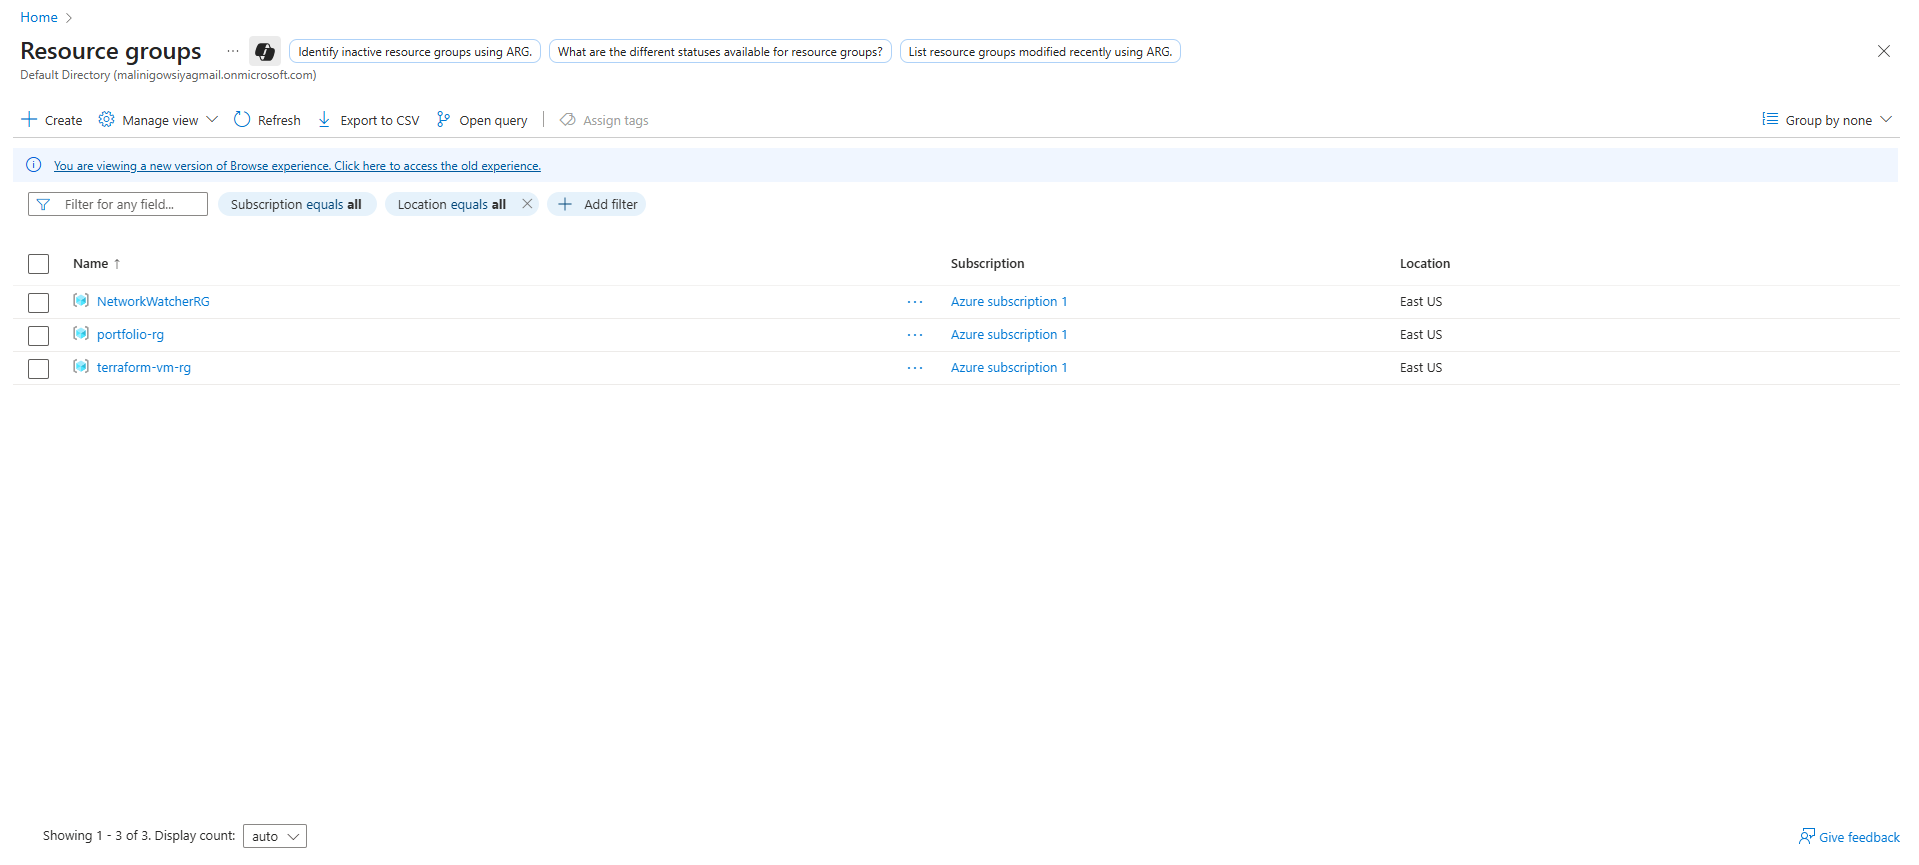 Home
Resource groups ··· Identify inactive resource groups using ARG. What are the different statuses available for resource groups? List resource groups modified recently using ARG.
Default Directory (malinigowsiyagmail.onmicrosoft.com)
Create Manage view Refresh Export to CSV Open query Assign tags Group by none
You are viewing a new version of Browse experience. Click here to access the old experience.
Filter for any field... Subscription equals all Location equals all Add filter
Name ↑ Subscription Location
NetworkWatcherRG ··· Azure subscription 1 East US
portfolio-rg ··· Azure subscription 1 East US
terraform-vm-rg ··· Azure subscription 1 East US
Showing 1 - 3 of 3. Display count: auto Give feedback